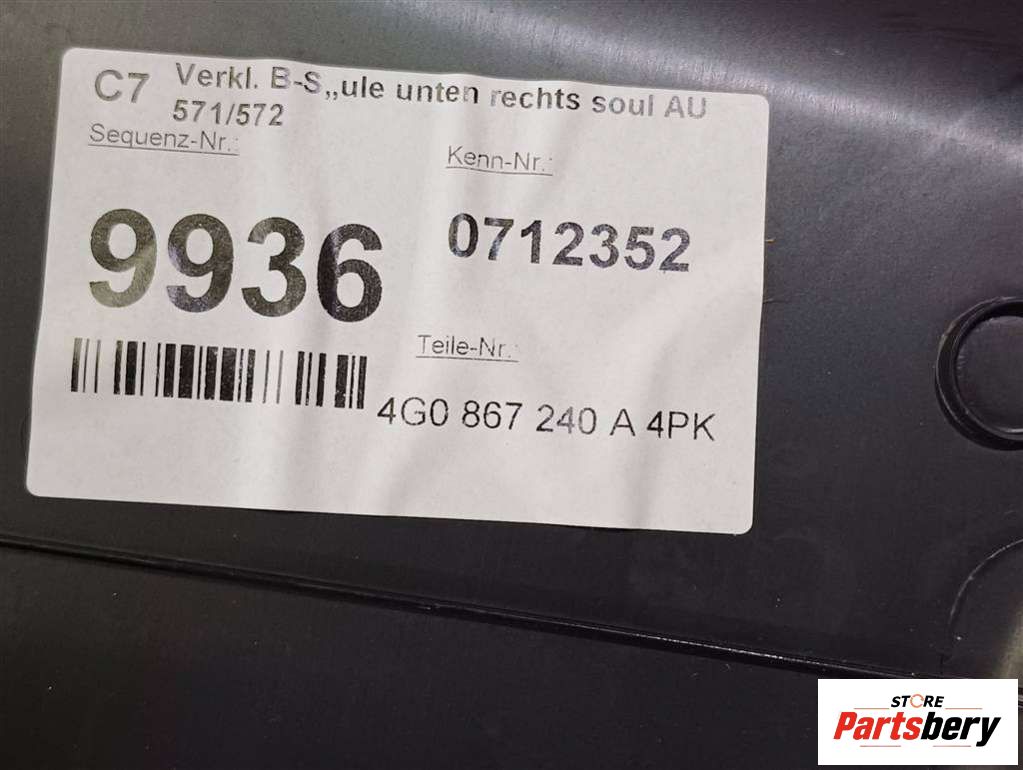 C7 Verkl. B-S„ule unten rechts soul AU
571/572
Sequenz-Nr.:
Kenn-Nr.:
9936
0712352
Teile-Nr.:
4G0 867 240 A 4PK
STORE
Partsbery